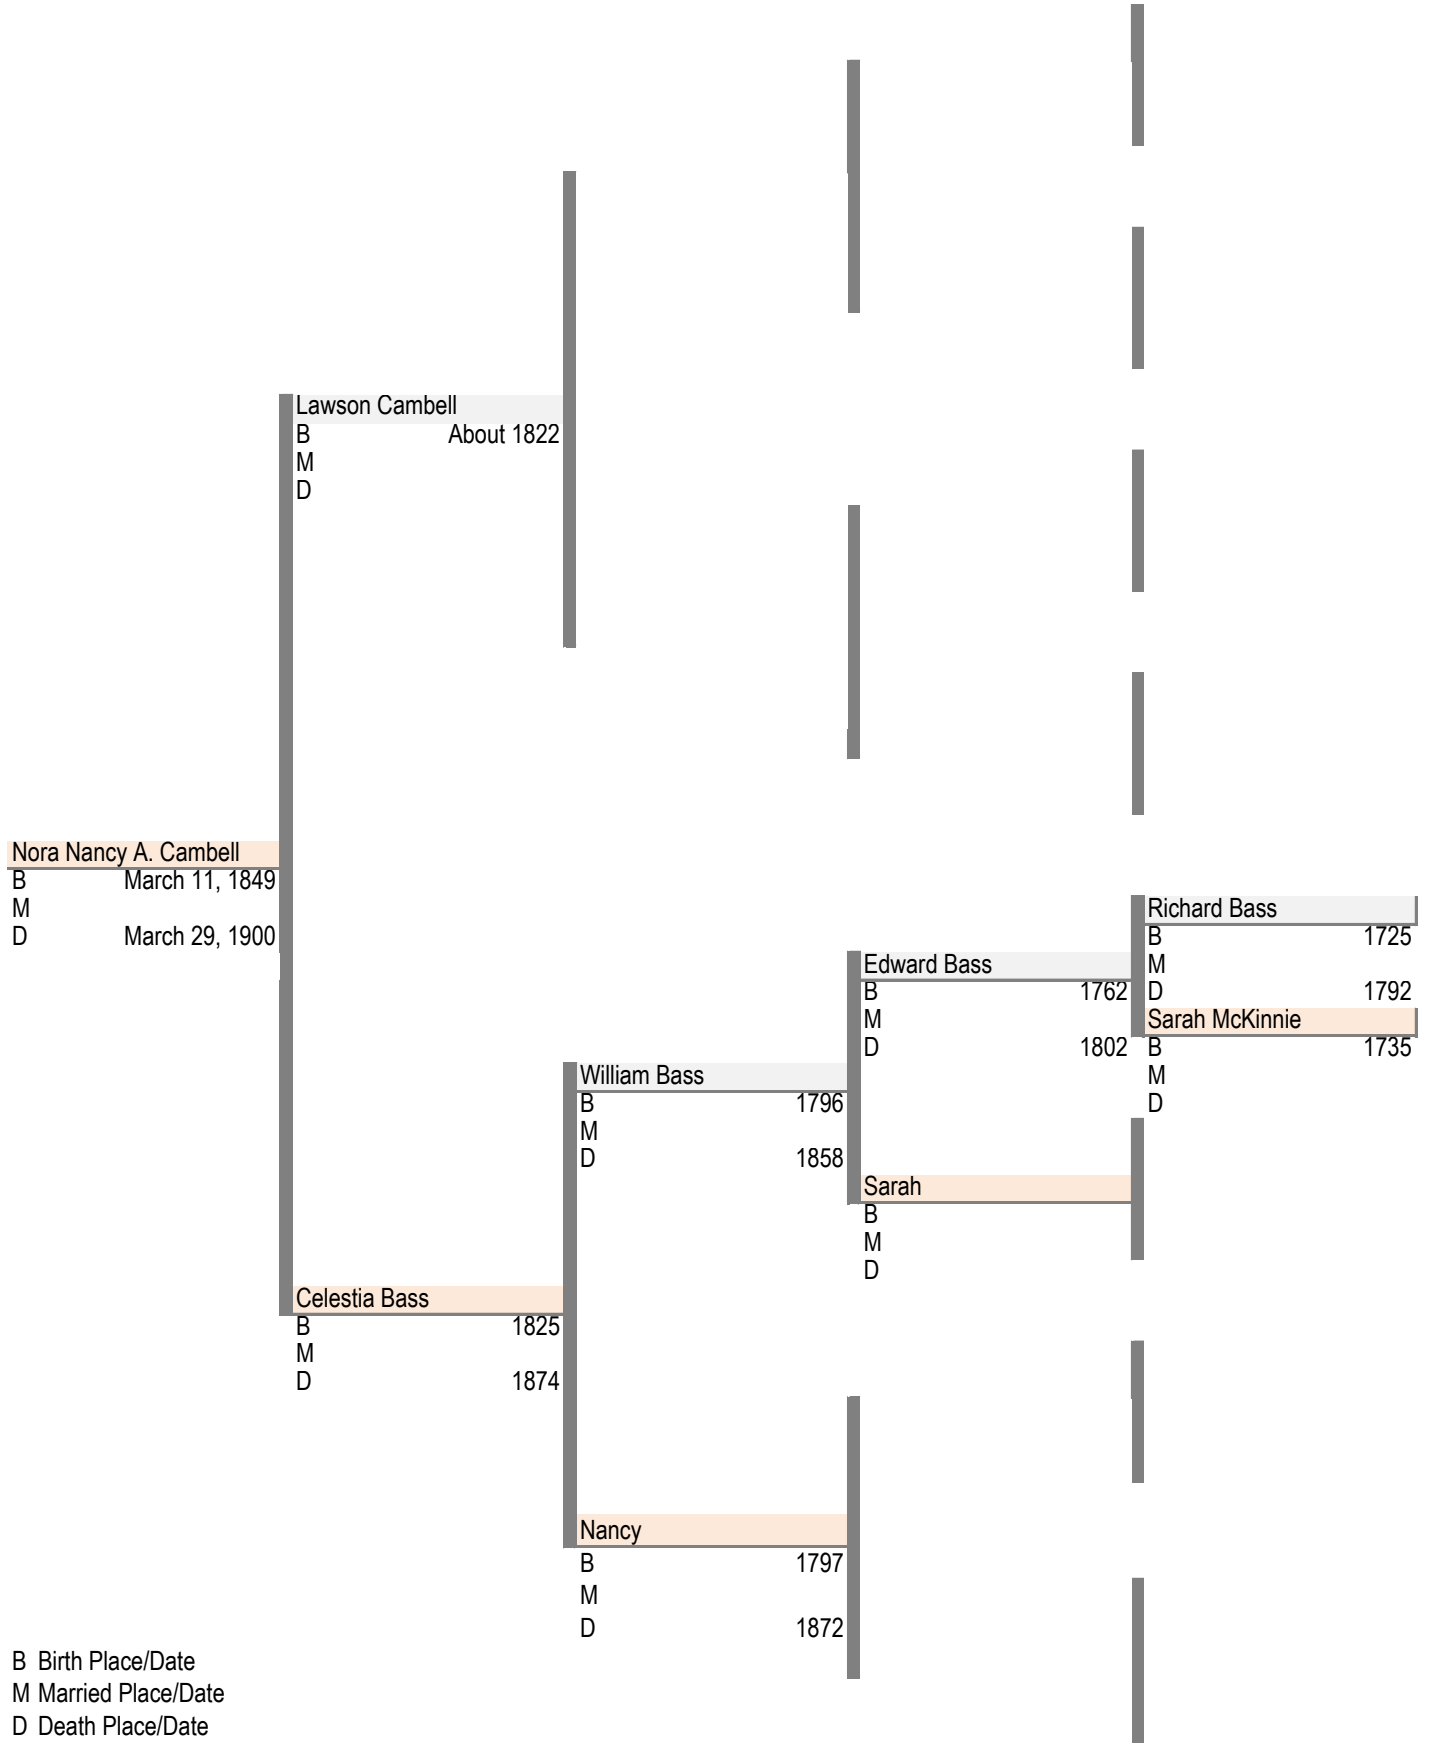 Lawson Cambell
B About 1822
M
D
Nora Nancy A. Cambell
B March 11, 1849
M
D March 29, 1900
Richard Bass
B 1725
M
D 1792
Sarah McKinnie
B 1735
M
D
Edward Bass
B 1762
M
D 1802
William Bass
B 1796
M
D 1858
Sarah
B
M
D
Celestia Bass
B 1825
M
D 1874
Nancy
B 1797
M
D 1872
B Birth Place/Date
M Married Place/Date
D Death Place/Date